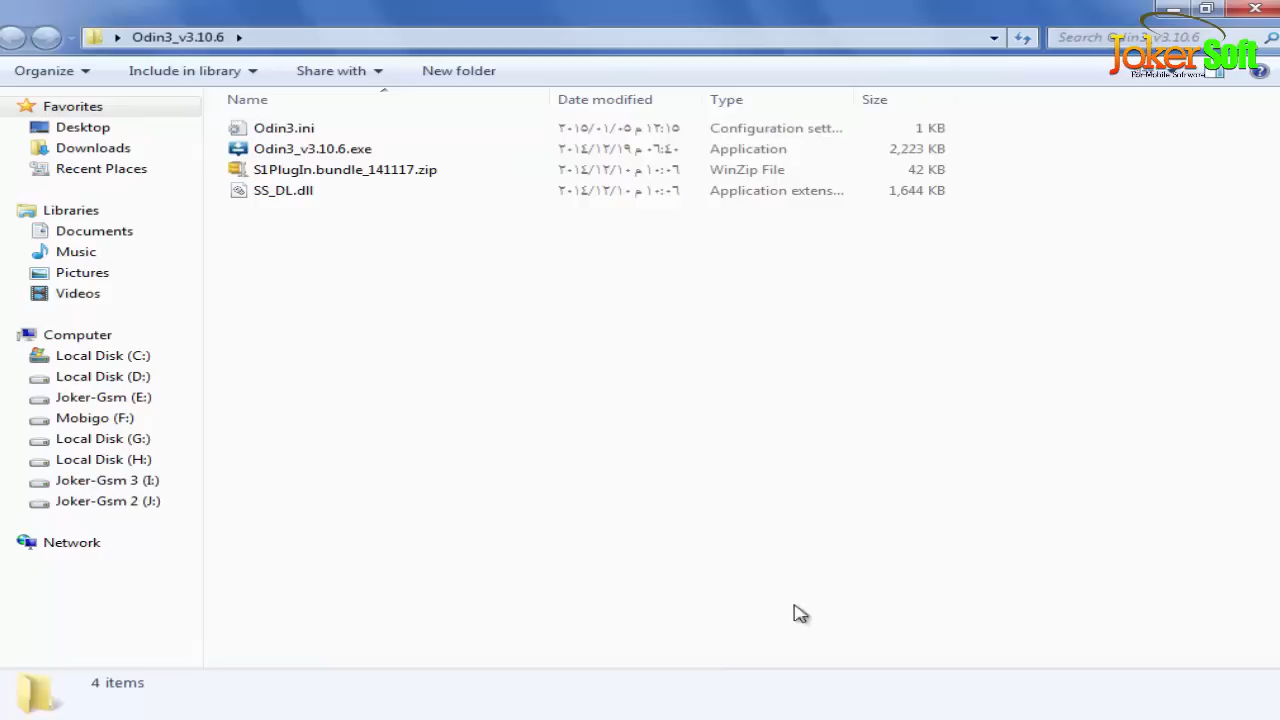 Odin3_v3.10.6
Search Odin3_v3.10.6
JokerSoft
For Mobile Software
Organize
Include in library
Share with
New folder
Name
Date modified
Type
Size
Odin3.ini
٢٠١٥/٠١/٠٥ م ١٢:١٥
Configuration sett...
1 KB
Odin3_v3.10.6.exe
٢٠١٤/١٢/١٩ م ٠٦:٤٠
Application
2,223 KB
S1PlugIn.bundle_141117.zip
٢٠١٤/١٢/١٠ م ١٠:٠٦
WinZip File
42 KB
SS_DL.dll
٢٠١٤/١٢/١٠ م ١٠:٠٦
Application extens...
1,644 KB
Favorites
Desktop
Downloads
Recent Places
Libraries
Documents
Music
Pictures
Videos
Computer
Local Disk (C:)
Local Disk (D:)
Joker-Gsm (E:)
Mobigo (F:)
Local Disk (G:)
Local Disk (H:)
Joker-Gsm 3 (I:)
Joker-Gsm 2 (J:)
Network
4 items